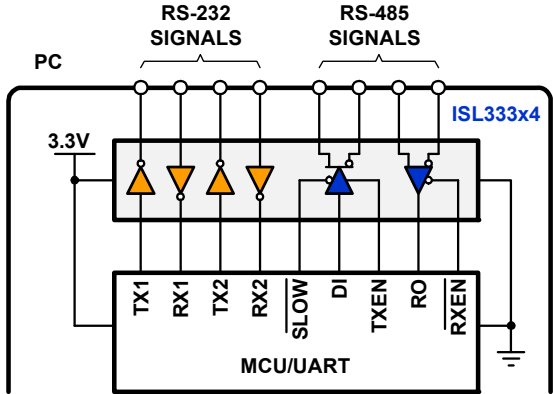 RS-232
SIGNALS
RS-485
SIGNALS
PC
ISL333x4
3.3V
TX1
RX1
TX2
RX2
SLOW
DI
TXEN
RO
RXEN
MCU/UART